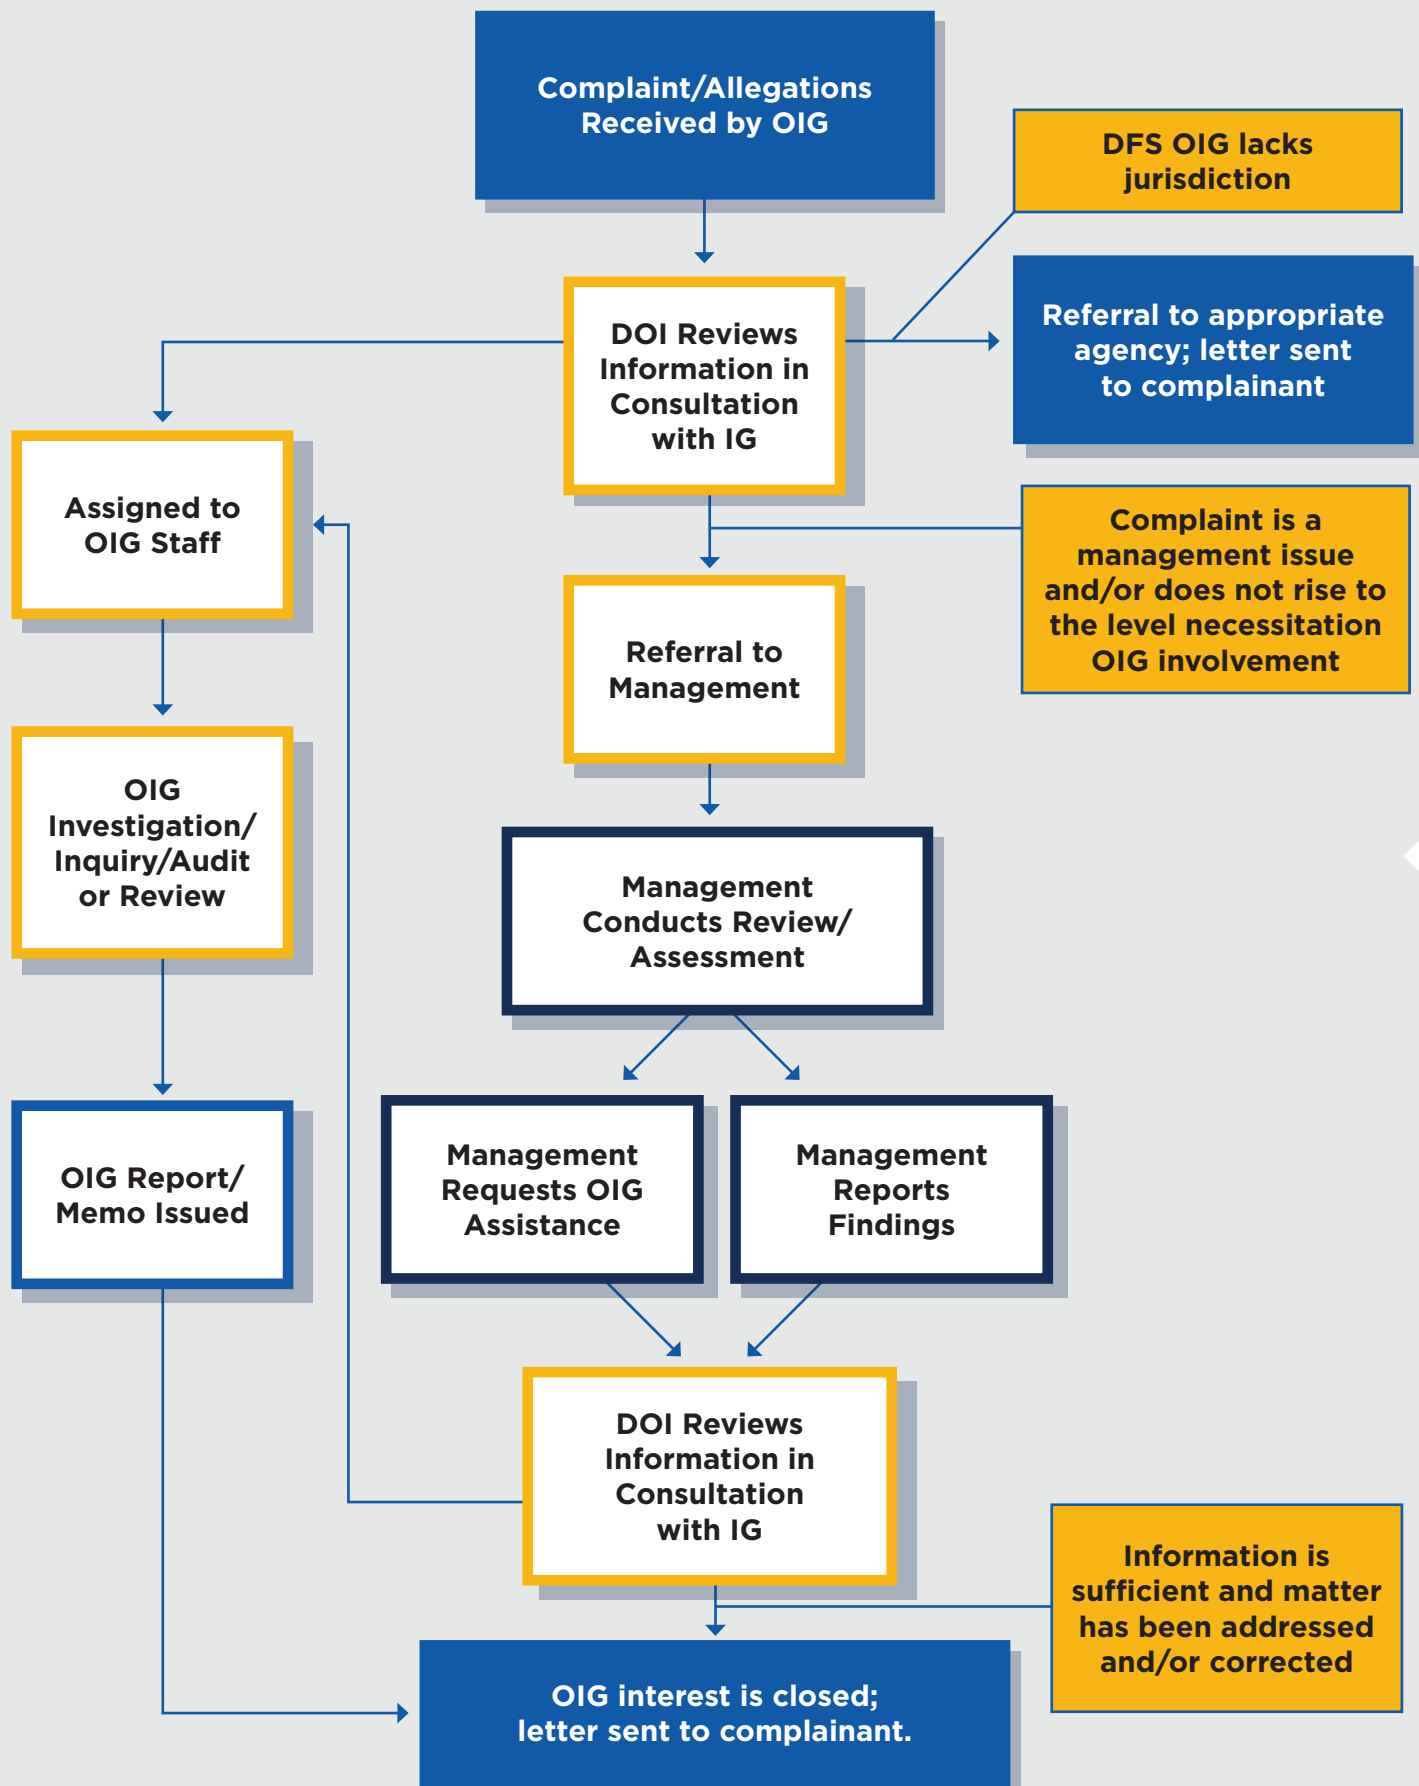 Complaint/Allegations
Received by OIG
DFS OIG lacks
jurisdiction
DOI Reviews
Information in
Consultation
with IG
Referral to appropriate
agency; letter sent
to complainant
Assigned to
OIG Staff
Complaint is a
management issue
and/or does not rise to
the level necessitation
OIG involvement
Referral to
Management
OIG
Investigation/
Inquiry/Audit
or Review
Management
Conducts Review/
Assessment
OIG Report/
Memo Issued
Management
Requests OIG
Assistance
Management
Reports
Findings
DOI Reviews
Information in
Consultation
with IG
Information is
sufficient and matter
has been addressed
and/or corrected
OIG interest is closed;
letter sent to complainant.